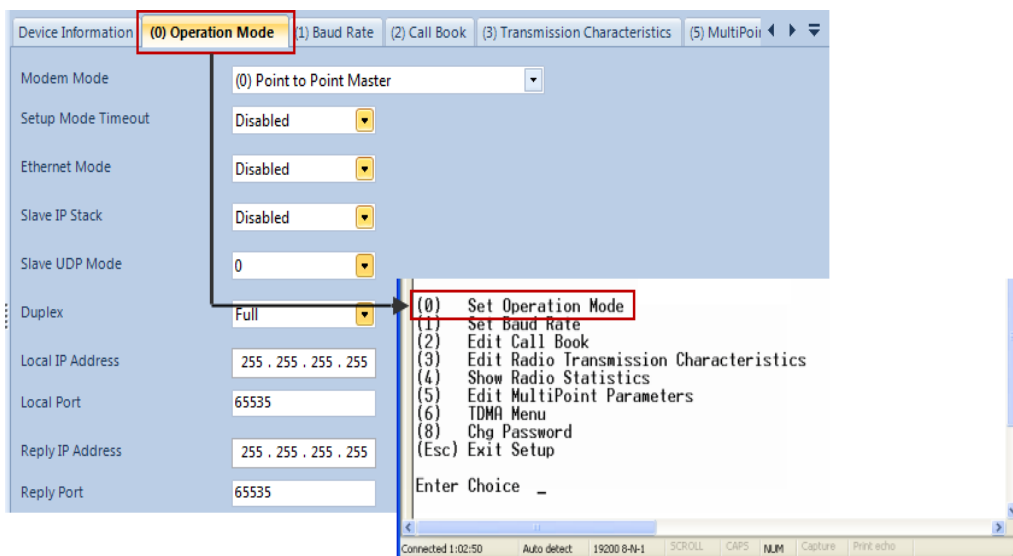 Device Information (0) Operation Mode (1) Baud Rate (2) Call Book (3) Transmission Characteristics (5) MultiPoi
Modem Mode (0) Point to Point Master
Setup Mode Timeout Disabled
Ethernet Mode Disabled
Slave IP Stack Disabled
Slave UDP Mode 0
Duplex Full
Local IP Address 255 . 255 . 255 . 255
Local Port 65535
Reply IP Address 255 . 255 . 255 . 255
Reply Port 65535
(0) Set Operation Mode
(1) Set Baud Rate
(2) Edit Call Book
(3) Edit Radio Transmission Characteristics
(4) Show Radio Statistics
(5) Edit MultiPoint Parameters
(6) TDMA Menu
(8) Chg Password
(Esc) Exit Setup
Enter Choice _
Connected 1:02:50 Auto detect 19200 8-N-1 SCROLL CAPS NUM Capture Print echo